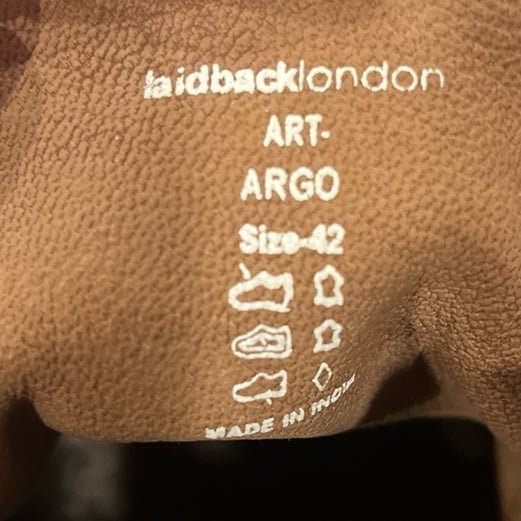 laidbacklondon
ART-
ARGO
Size-42
MADE IN INDIA